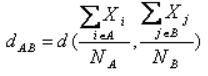 d_{AB} = d(\frac{\sum_{i \in A} X_i}{N_A}, \frac{\sum_{j \in B} X_j}{N_B})